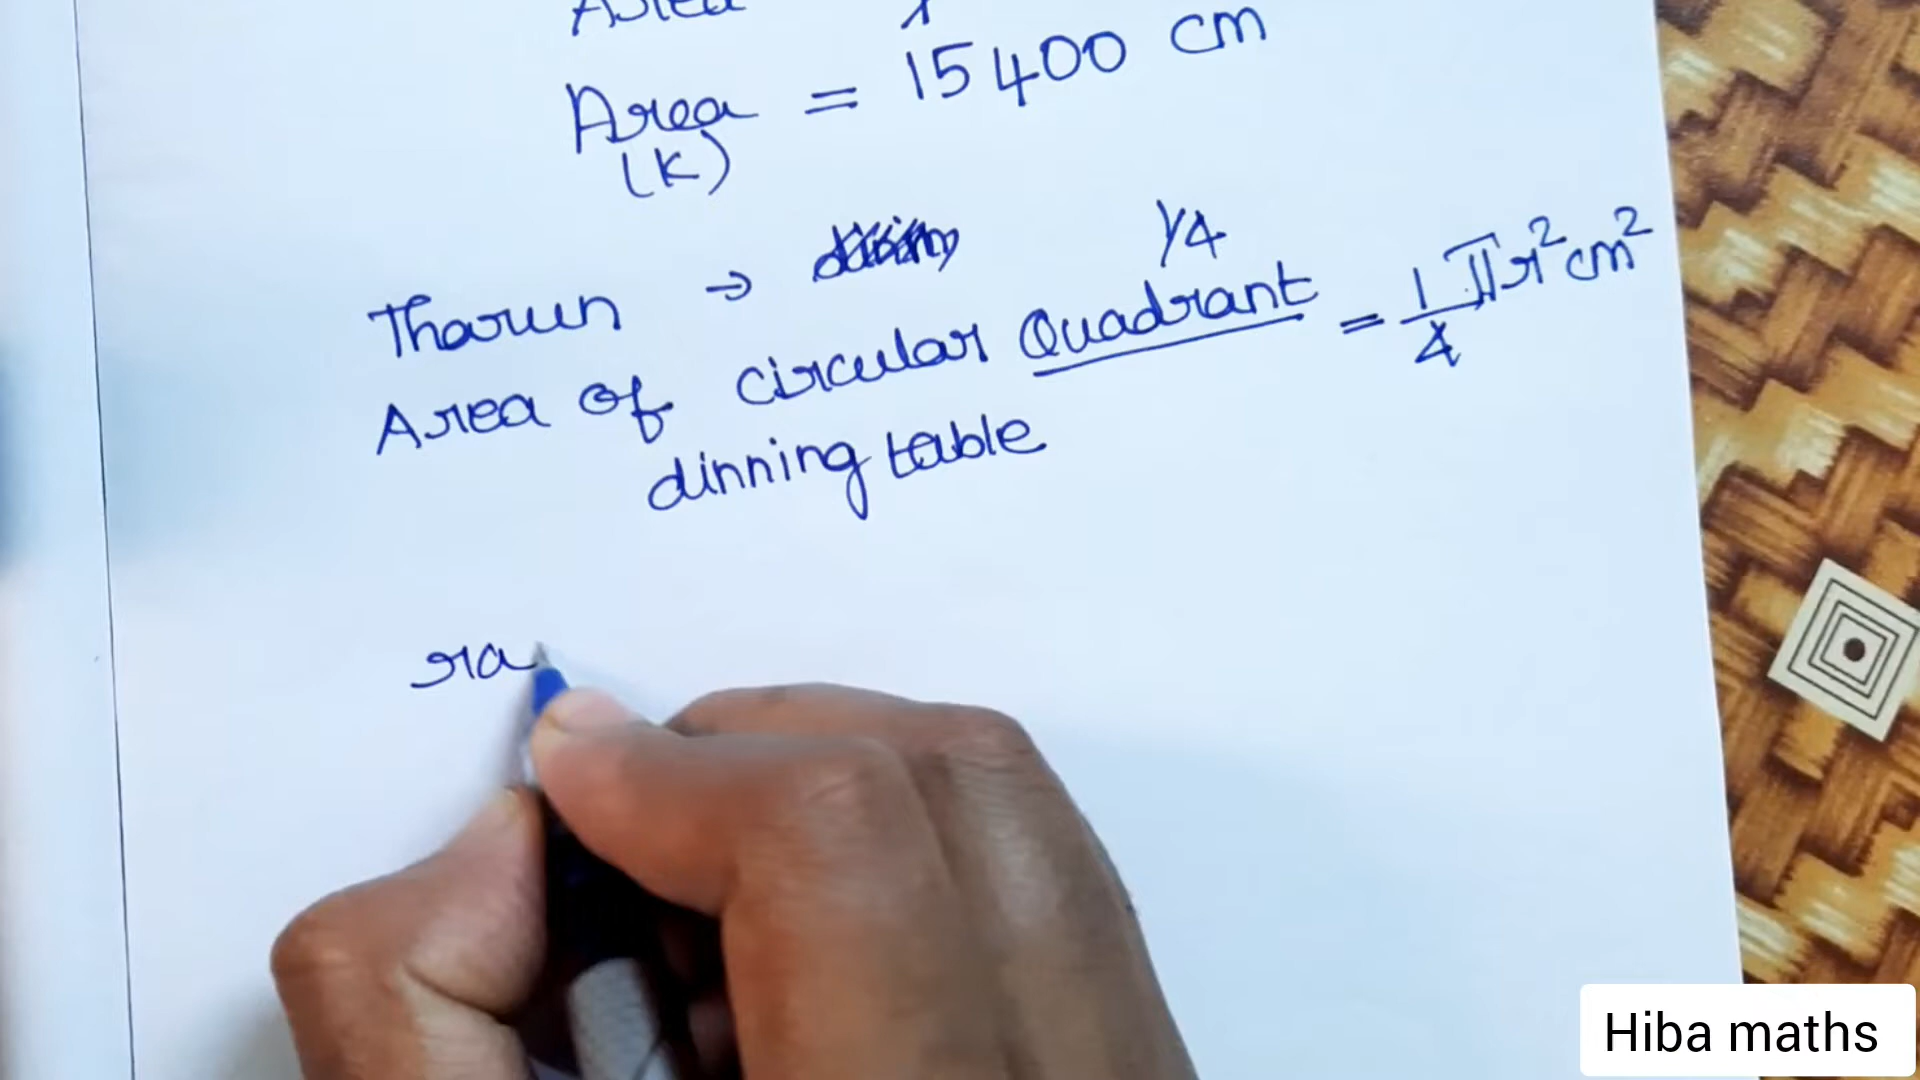 Area
Area = 15400 cm
(K)
Tharun →
1/4
Area of circular Quadrant = 1/4 πr² cm²
dinning table
ra
Hiba maths